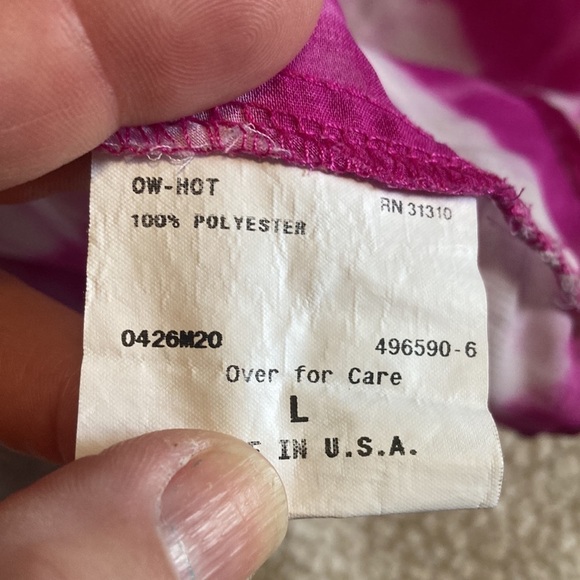 OW-HOT
RN 31310
100% POLYESTER
0426M20 496590-6
Over for Care
L
IN U.S.A.